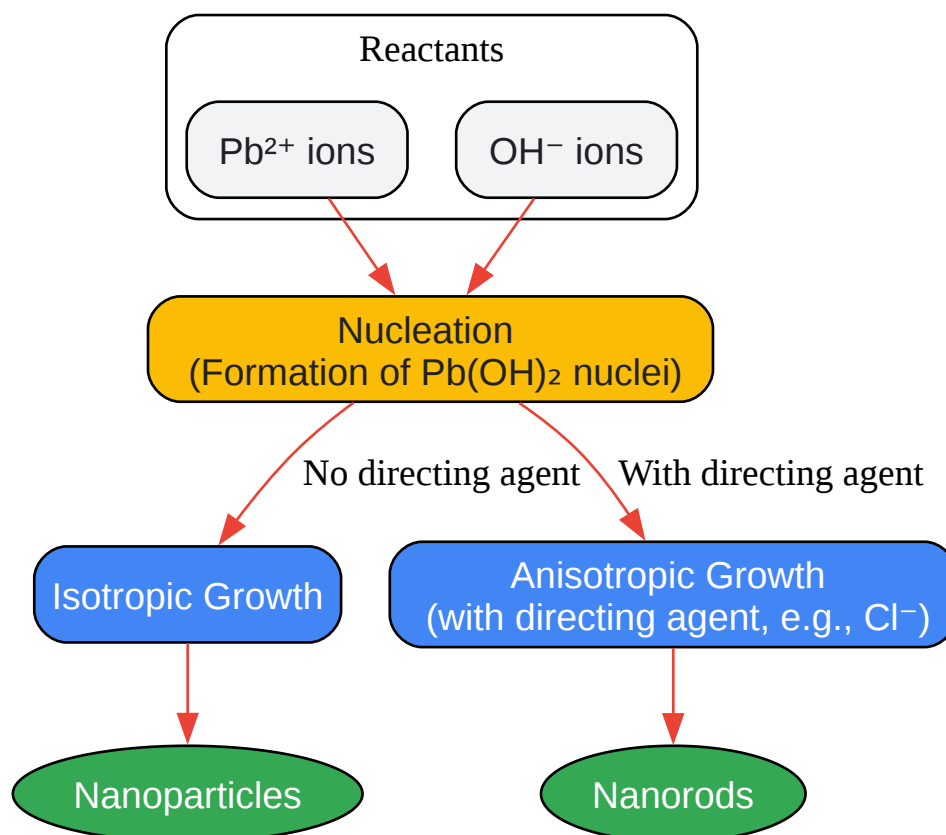 Reactants
Pb²⁺ ions
OH⁻ ions
Nucleation
(Formation of Pb(OH)₂ nuclei)
No directing agent
With directing agent
Isotropic Growth
Anisotropic Growth
(with directing agent, e.g., Cl⁻)
Nanoparticles
Nanorods